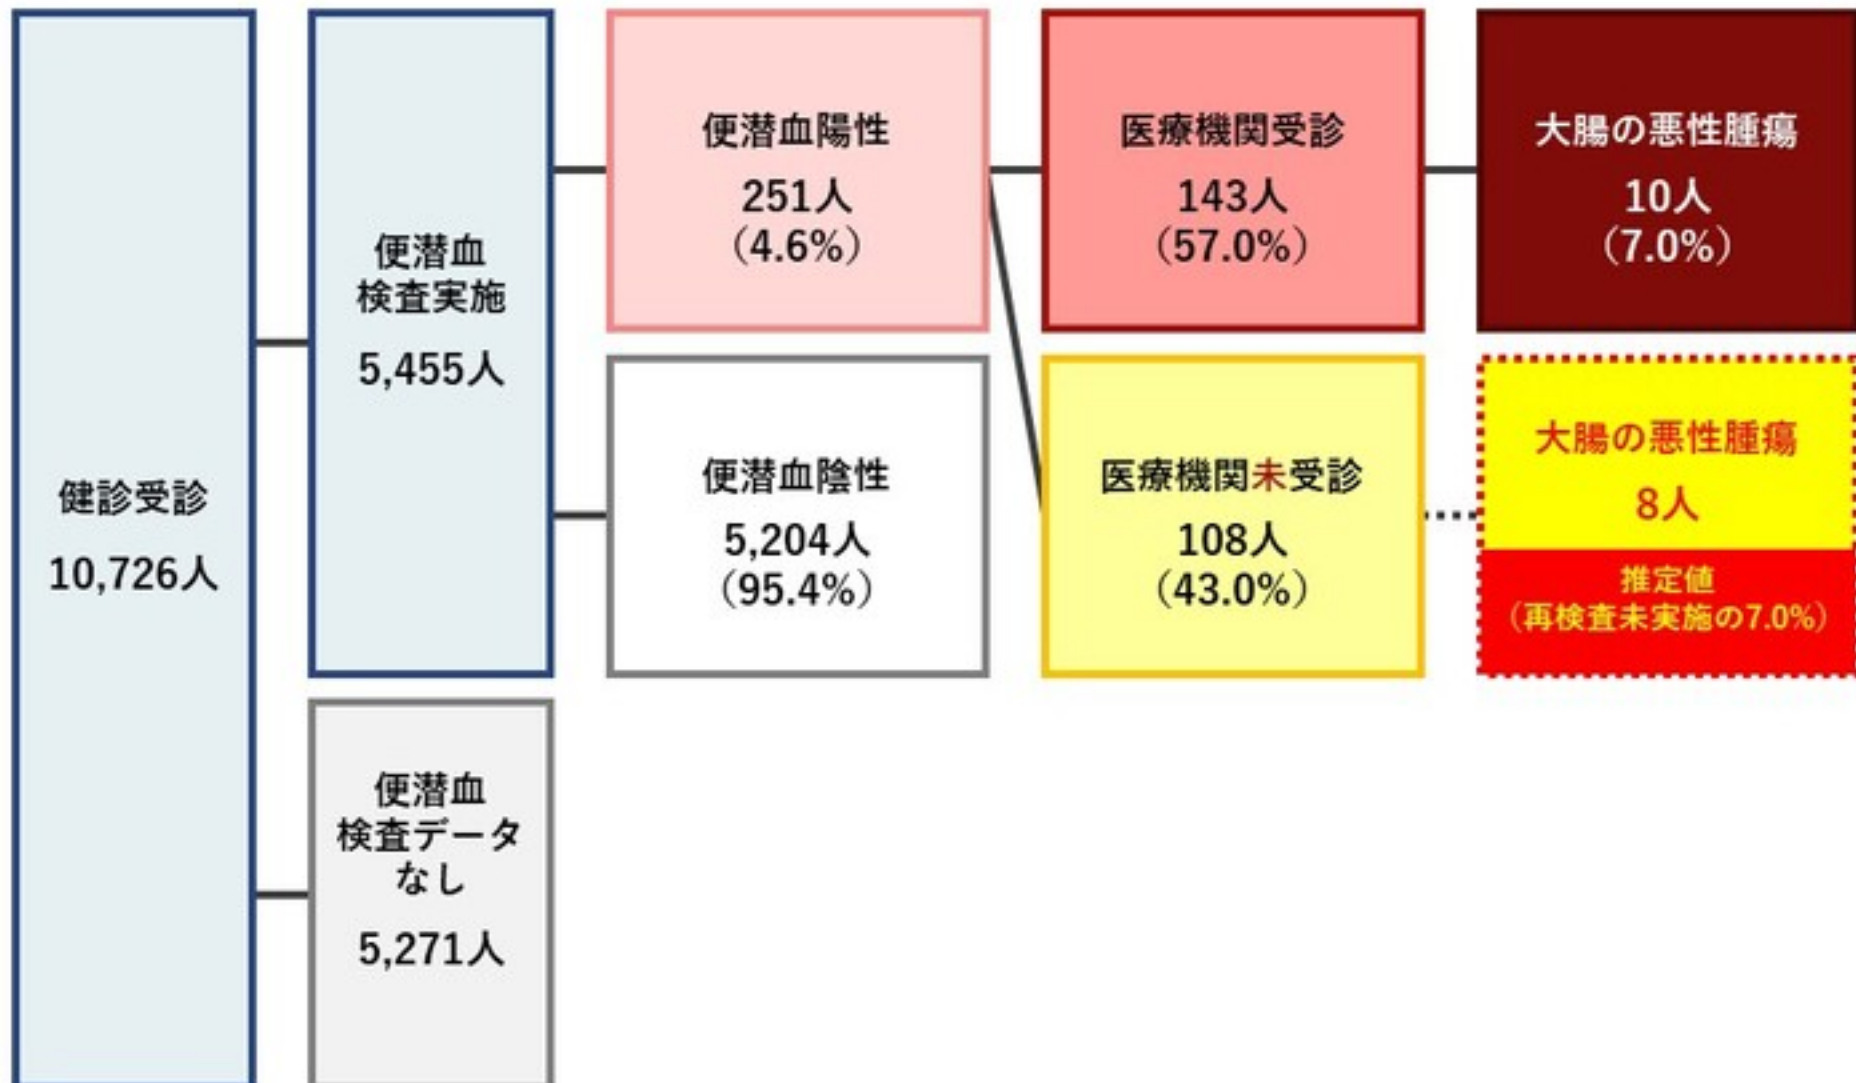 健診受診
10,726人
便潜血
検査実施
5,455人
便潜血
検査データ
なし
5,271人
便潜血陽性
251人
（4.6%）
便潜血陰性
5,204人
（95.4%）
医療機関受診
143人
（57.0%）
医療機関未受診
108人
（43.0%）
大腸の悪性腫瘍
10人
（7.0%）
大腸の悪性腫瘍
8人
推定値
（再検査未実施の7.0%）